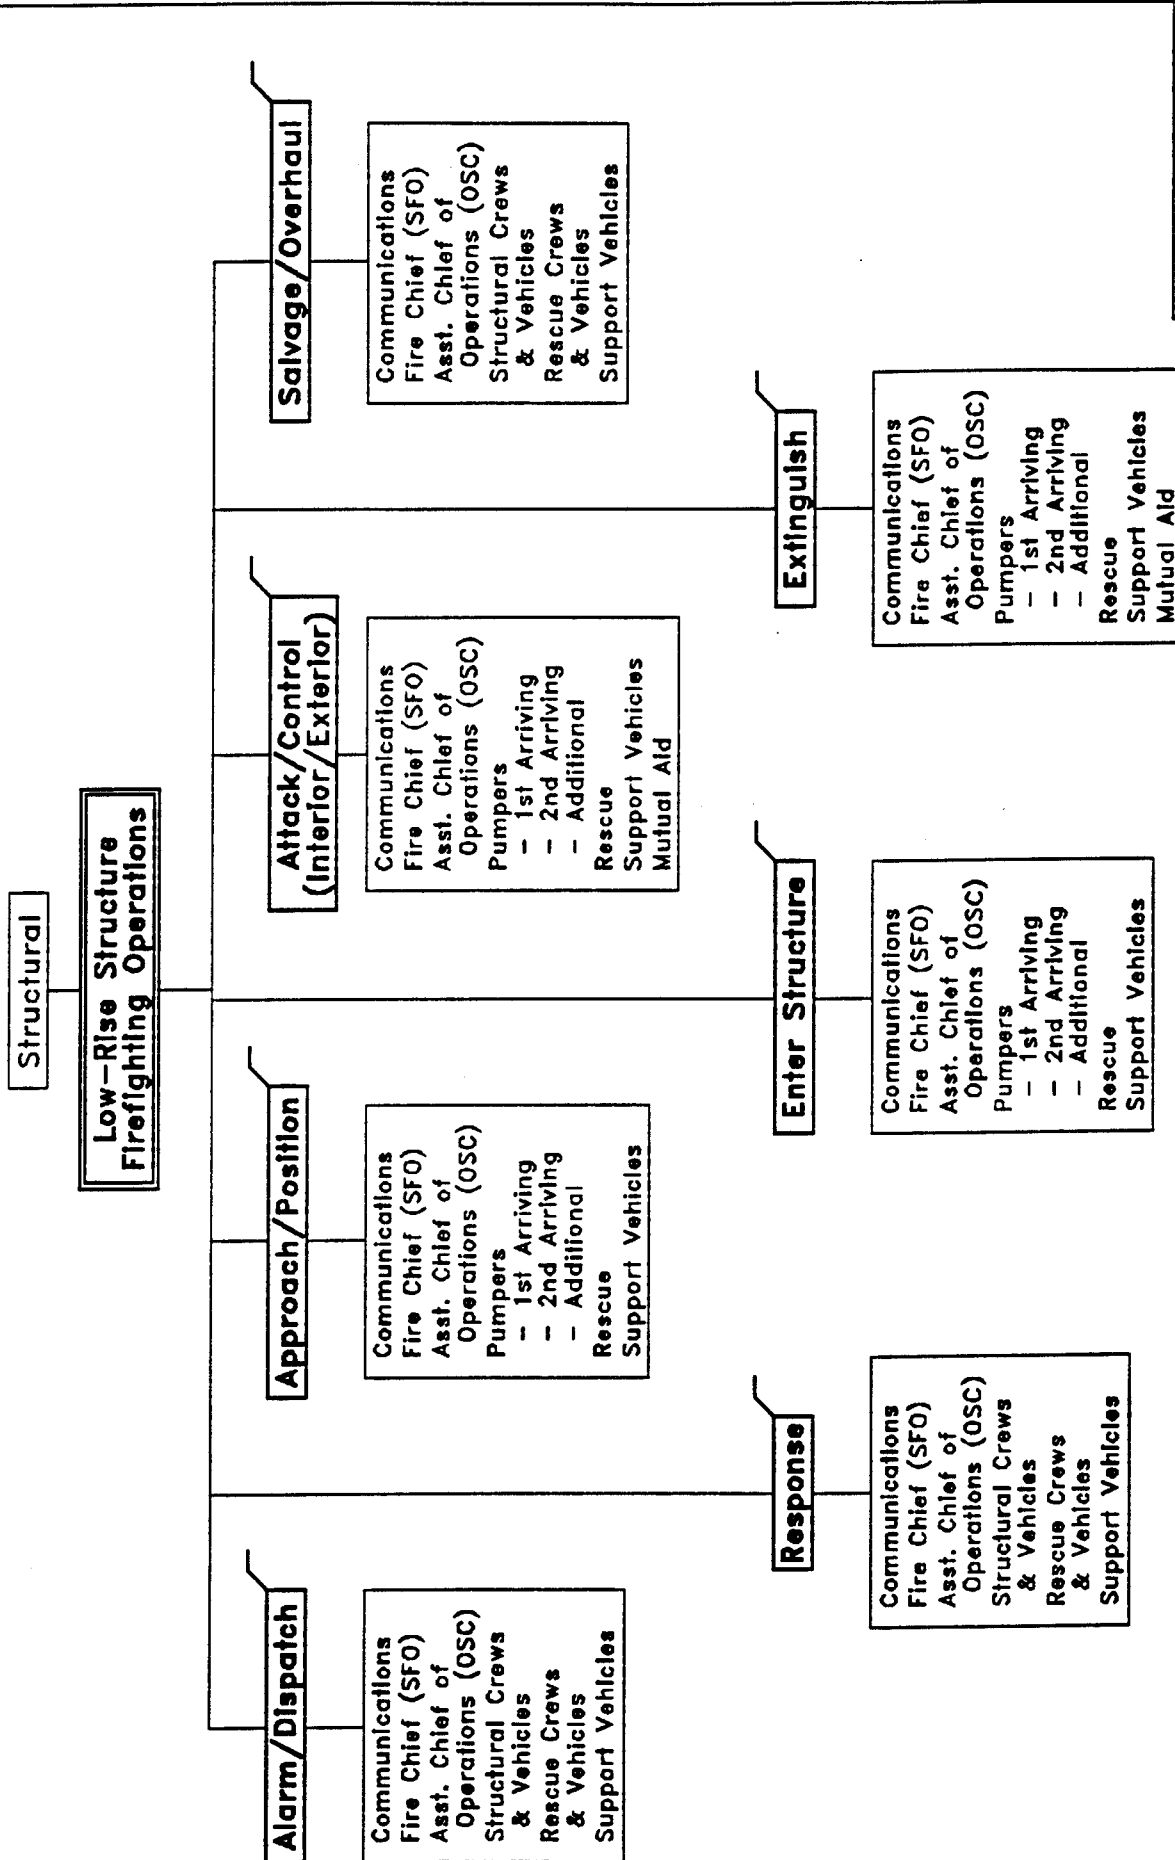 Structural
Low-Rise Structure
Firefighting Operations
Alarm/Dispatch
Communications
Fire Chief (SFO)
Asst. Chief of
Operations (OSC)
Structural Crews
& Vehicles
Rescue Crews
& Vehicles
Support Vehicles
Response
Communications
Fire Chief (SFO)
Asst. Chief of
Operations (OSC)
Structural Crews
& Vehicles
Rescue Crews
& Vehicles
Support Vehicles
Approach/Position
Communications
Fire Chief (SFO)
Asst. Chief of
Operations (OSC)
Pumpers
- 1st Arriving
- 2nd Arriving
- Additional
Rescue
Support Vehicles
Enter Structure
Communications
Fire Chief (SFO)
Asst. Chief of
Operations (OSC)
Pumpers
- 1st Arriving
- 2nd Arriving
- Additional
Rescue
Support Vehicles
Attack/Control
(Interior/Exterior)
Communications
Fire Chief (SFO)
Asst. Chief of
Operations (OSC)
Pumpers
- 1st Arriving
- 2nd Arriving
- Additional
Rescue
Support Vehicles
Mutual Aid
Extinguish
Communications
Fire Chief (SFO)
Asst. Chief of
Operations (OSC)
Pumpers
- 1st Arriving
- 2nd Arriving
- Additional
Rescue
Support Vehicles
Mutual Aid
Salvage/Overhaul
Communications
Fire Chief (SFO)
Asst. Chief of
Operations (OSC)
Structural Crews
& Vehicles
Rescue Crews
& Vehicles
Support Vehicles